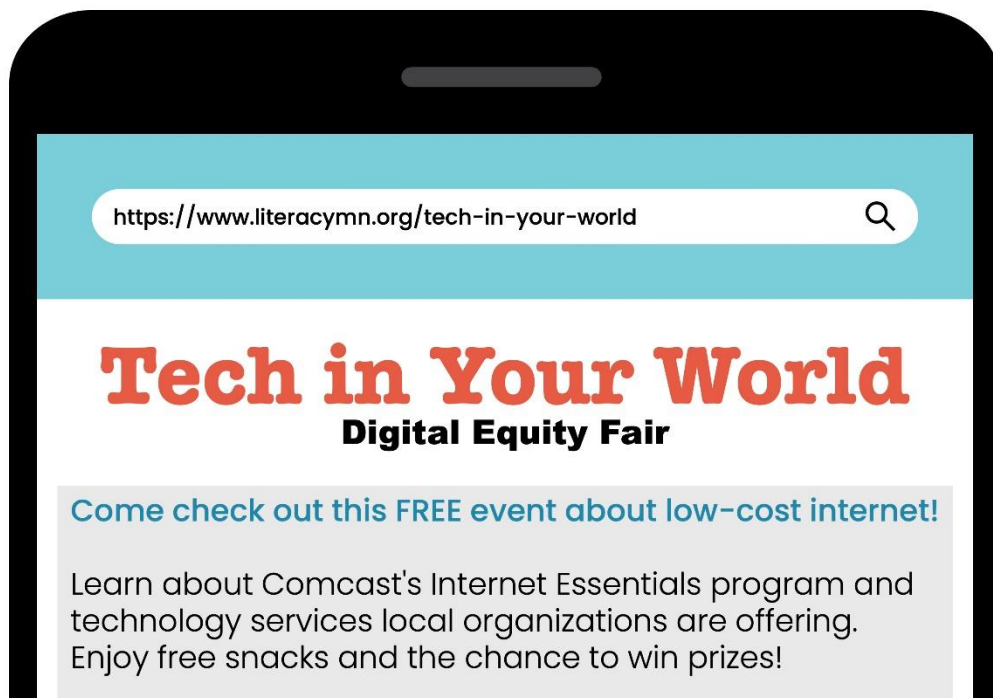 https://www.literacymn.org/tech-in-your-world
Tech in Your World
Digital Equity Fair
Come check out this FREE event about low-cost internet!
Learn about Comcast's Internet Essentials program and
technology services local organizations are offering.
Enjoy free snacks and the chance to win prizes!